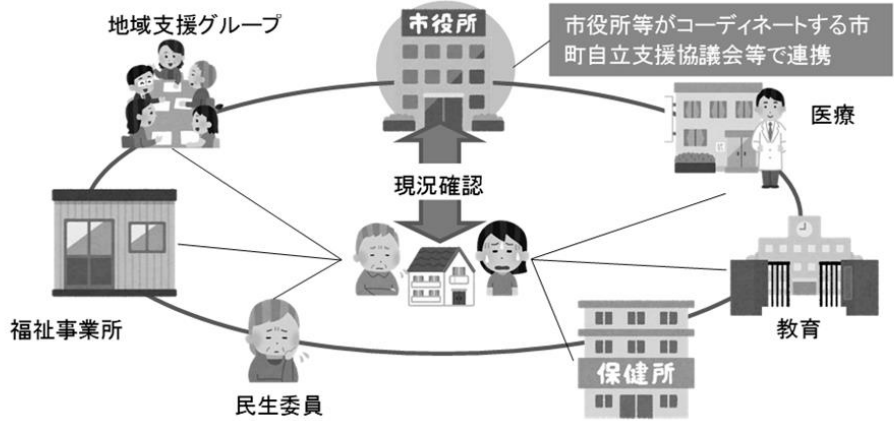 地域支援グループ
市役所
市役所等がコーディネートする市
町自立支援協議会等で連携
医療
現況確認
福祉事業所
教育
保健所
民生委員